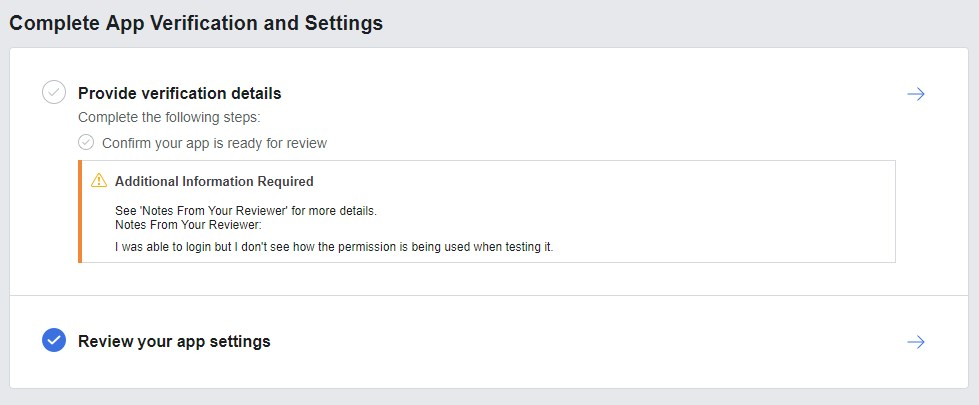 Complete App Verification and Settings
Provide verification details
Complete the following steps:
Confirm your app is ready for review
Additional Information Required
See 'Notes From Your Reviewer' for more details.
Notes From Your Reviewer:
I was able to login but I don't see how the permission is being used when testing it.
Review your app settings